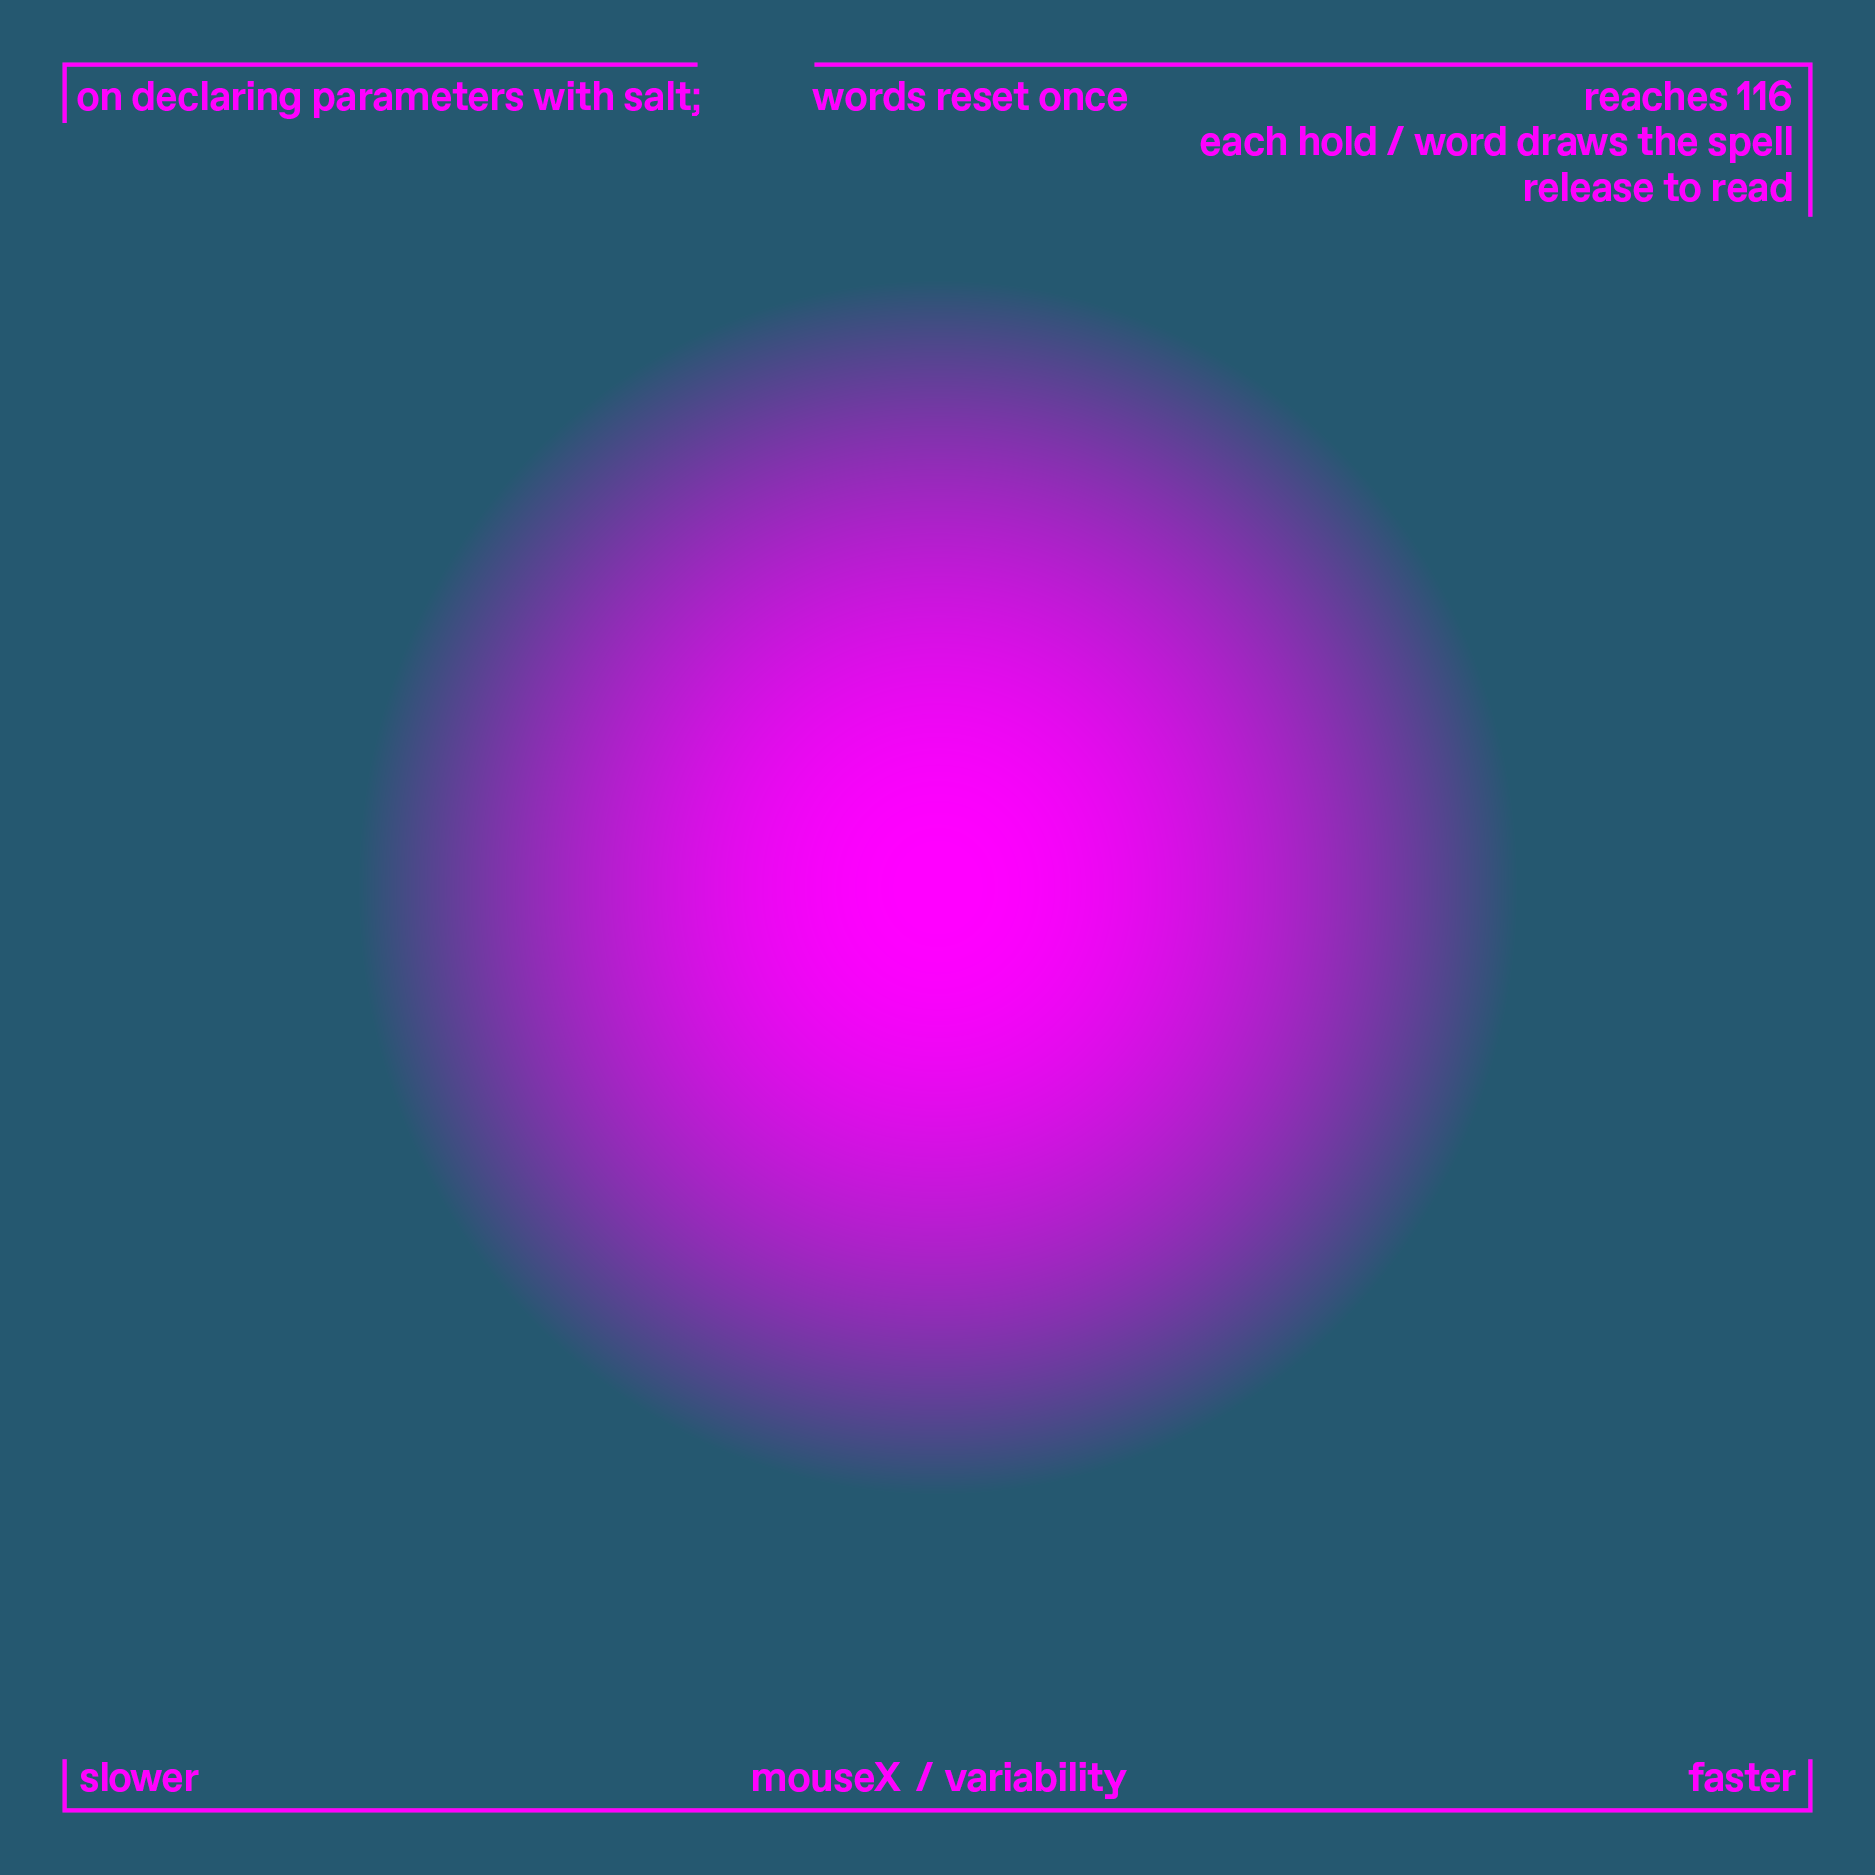 on declaring parameters with salt;
words reset once reaches 116
each hold / word draws the spell
release to read
slower mouseX / variability faster